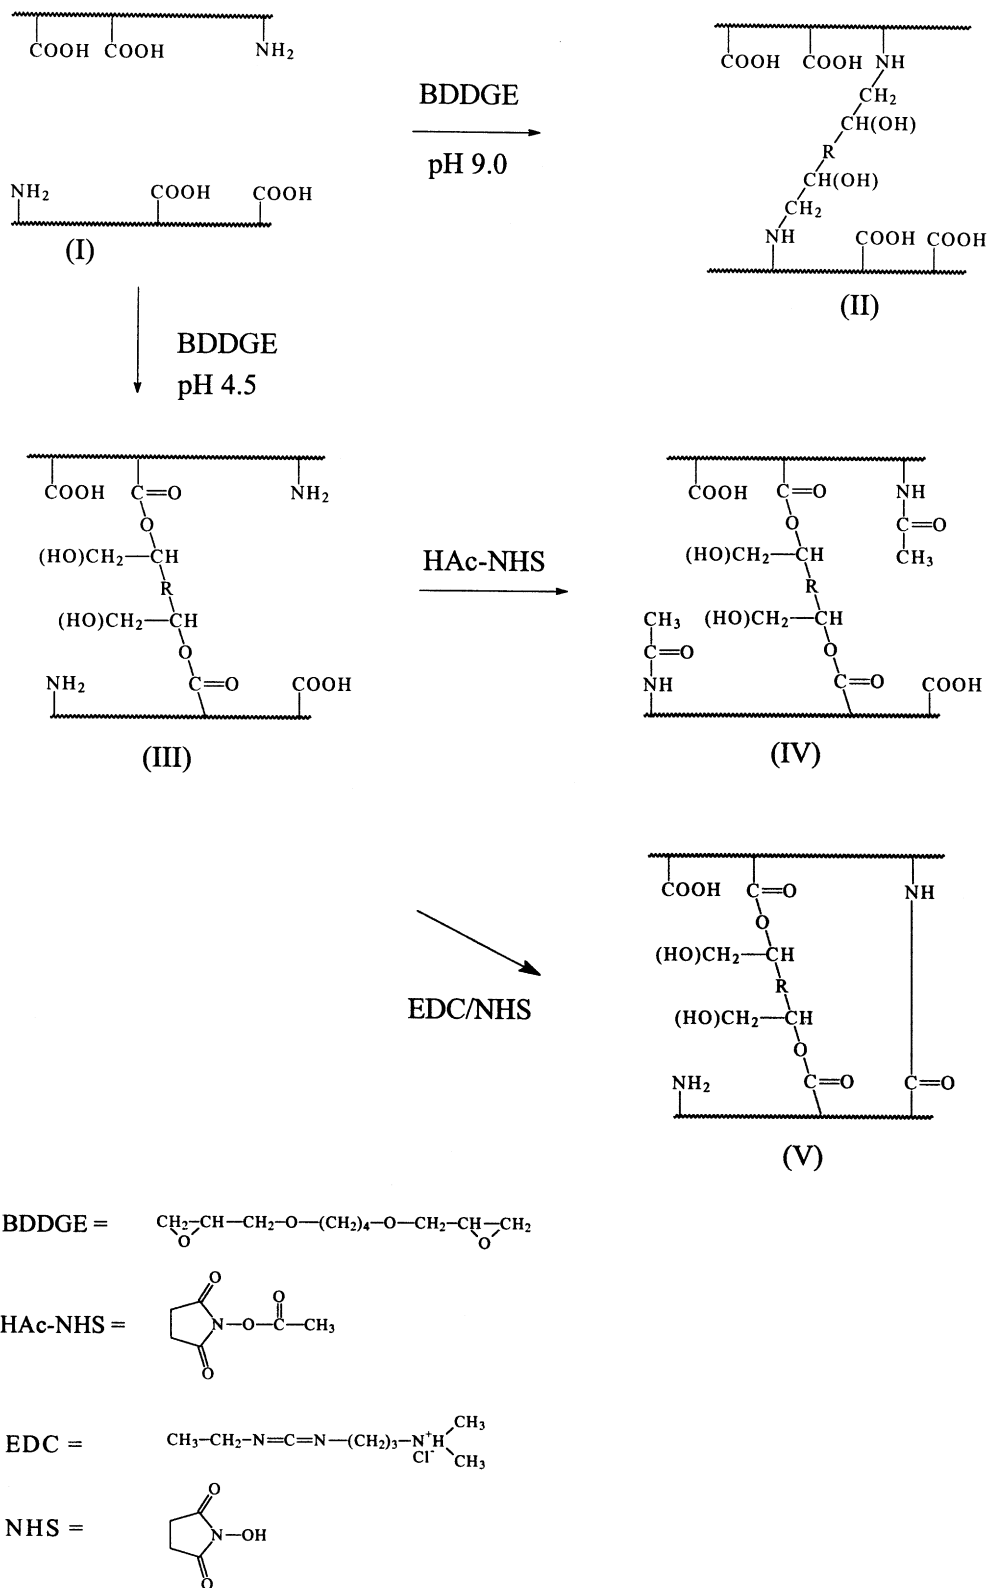 COOH COOH NH2
BDDGE
pH 9.0
NH2 COOH COOH
(I)
COOH COOH NH
CH2
CH(OH)
R
CH(OH)
CH2
NH COOH COOH
(II)
BDDGE
pH 4.5
COOH C=O NH2
O
(HO)CH2—CH
R
(HO)CH2—CH
O
NH2 C=O COOH
(III)
HAc-NHS
COOH C=O NH
O C=O
(HO)CH2—CH CH3
R
CH3 (HO)CH2—CH
C=O O
NH C=O COOH
(IV)
EDC/NHS
COOH C=O NH
O
(HO)CH2—CH
R
(HO)CH2—CH
O
NH2 C=O C=O
(V)
BDDGE = CH2—CH—CH2—O—(CH2)4—O—CH2—CH—CH2
O O
HAc-NHS = O O
N—O—C—CH3
O
EDC = CH3—CH2—N=C=N—(CH2)3—N+H CH3
Cl- CH3
NHS = O
N—OH
O